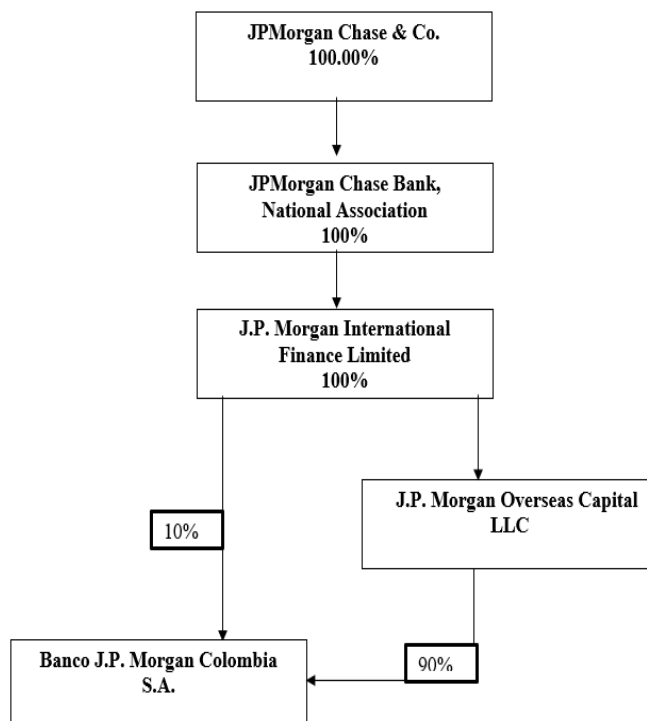 JPMorgan Chase & Co.
100.00%
JPMorgan Chase Bank,
National Association
100%
J.P. Morgan International
Finance Limited
100%
J.P. Morgan Overseas Capital
LLC
10%
Banco J.P. Morgan Colombia
S.A.
90%